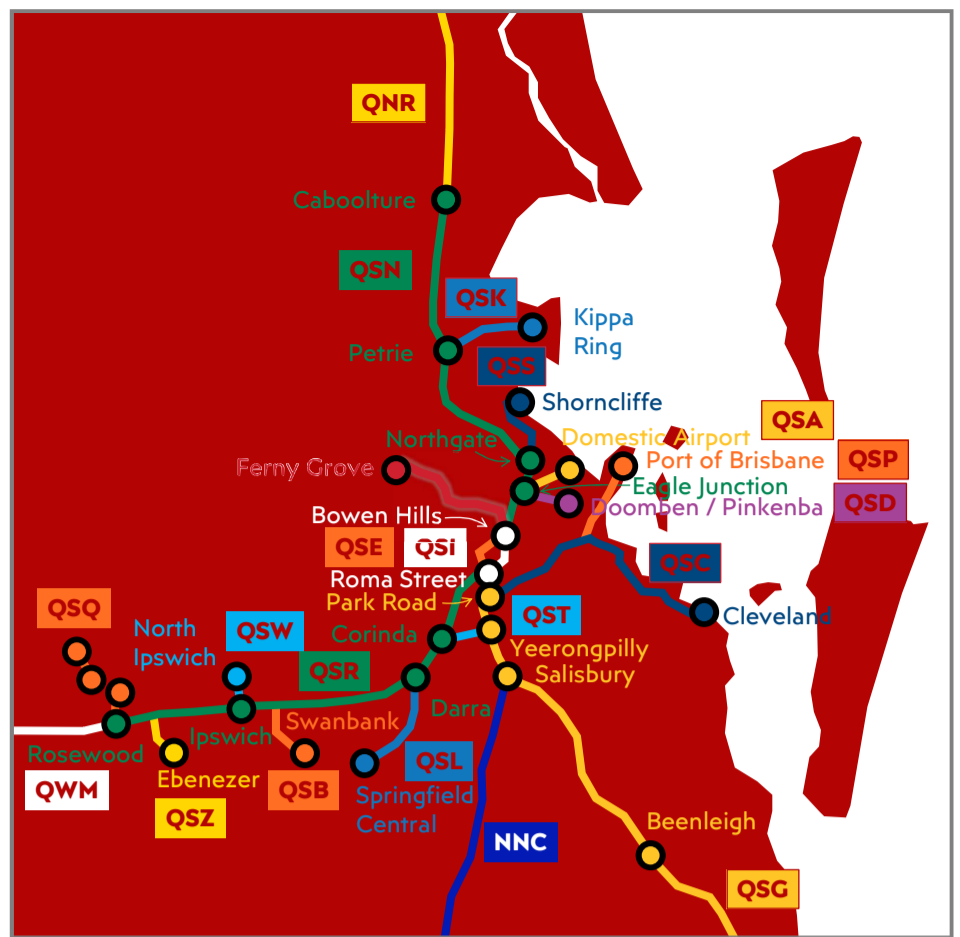 QNR
Caboolture
QSN
QSK
Kippa
Ring
Petrie
QSS
Shorncliffe
QSA
Northgate
Domestic Airport
Ferny Grove
Port of Brisbane
QSP
Eagle Junction
Doomben / Pinkenba
QSD
Bowen Hills
QSE
QSi
QSC
Roma Street
Park Road
QSQ
QST
Cleveland
North
Ipswich
QSW
Corinda
Yeerongpilly
QSR
Salisbury
Darra
Swanbank
Ipswich
Rosewood
QSL
Ebenezer
QWM
QSB
Springfield
Central
QSZ
Beenleigh
NNC
QSG